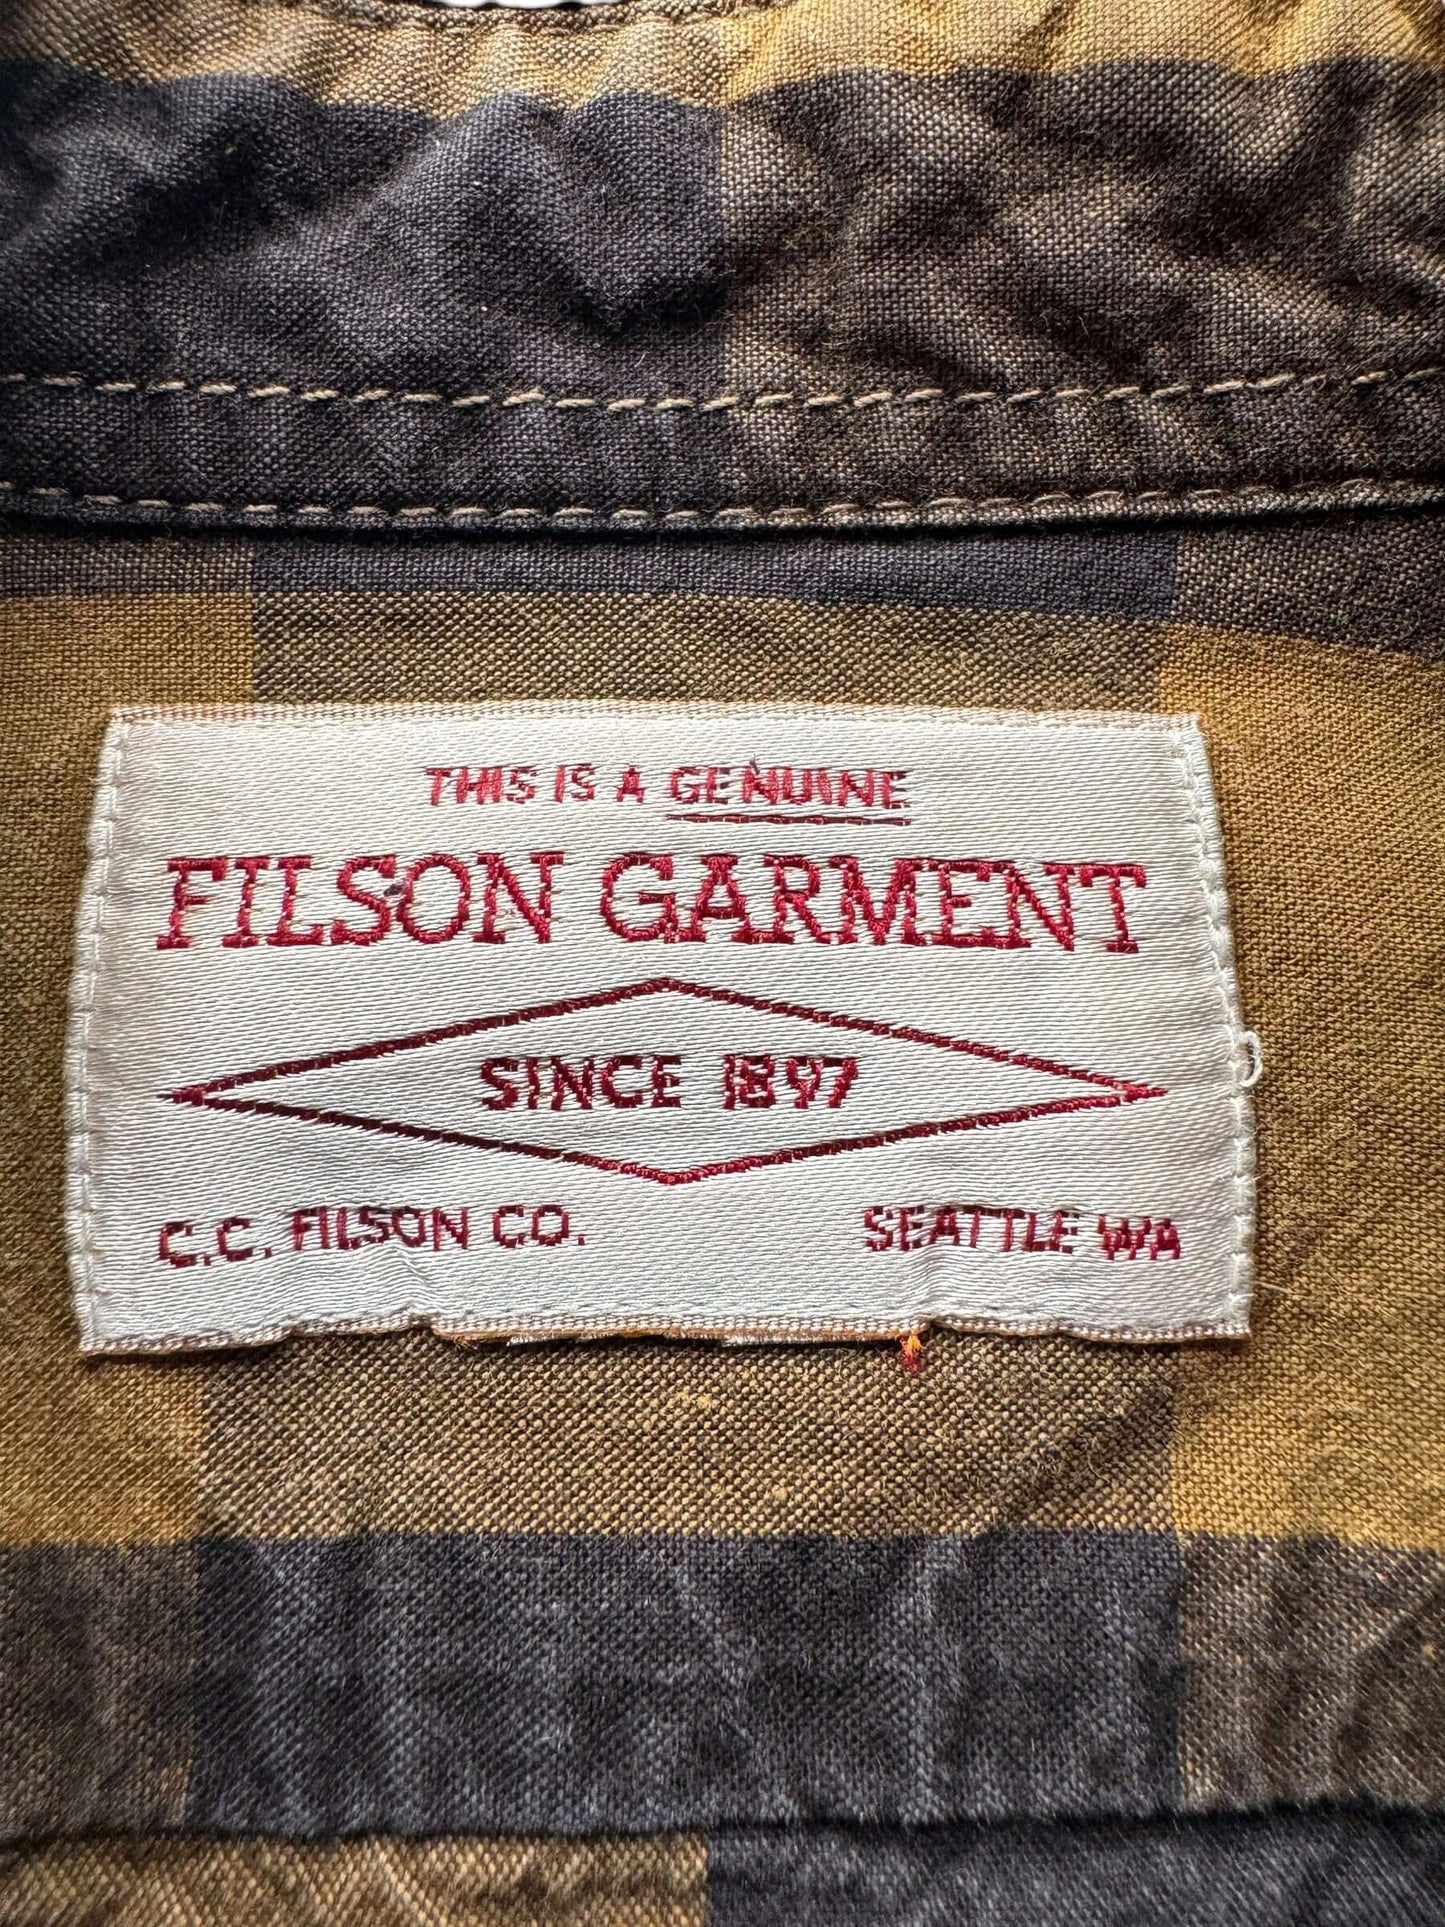 THIS IS A GENUINE
FILSON GARMENT
SINCE 1897
C.C. FILSON CO. SEATTLE WA